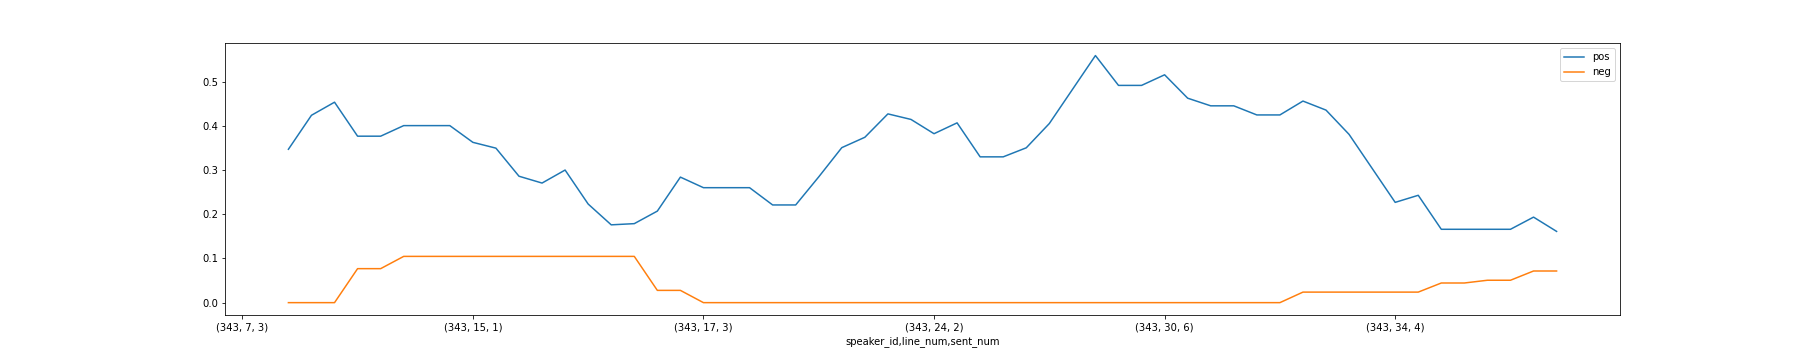 pos
neg
0.5
0.4
0.3
0.2
0.1
0.0
(343, 7, 3) (343, 15, 1) (343, 17, 3) (343, 24, 2) (343, 30, 6) (343, 34, 4)
speaker_id,line_num,sent_num